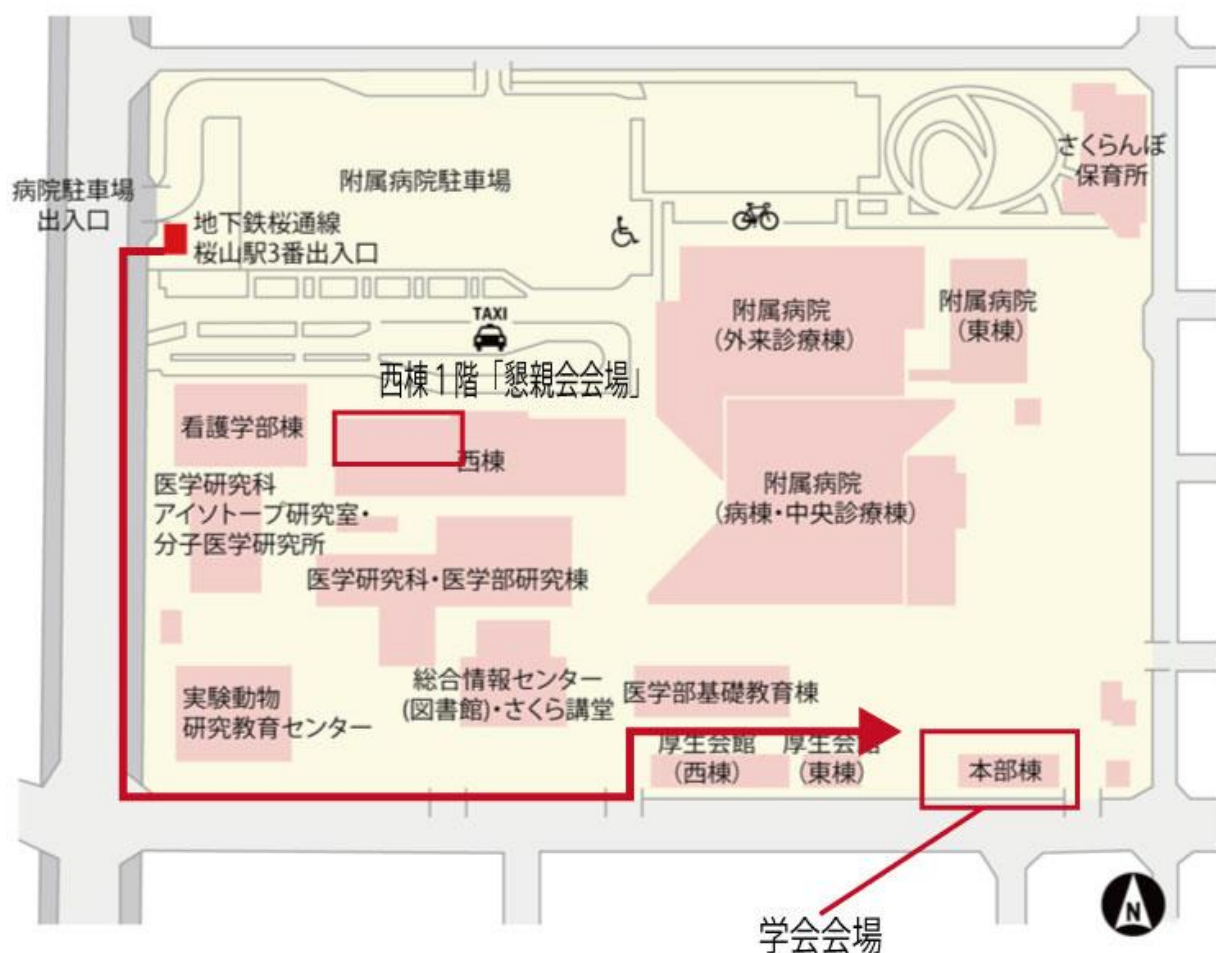 病院駐車場
出入口
附属病院駐車場
地下鉄桜通線
桜山駅3番出入口
さくらんぼ
保育所
TAXI
附属病院
(外来診療棟)
附属病院
(東棟)
西棟1階「懇親会会場」
看護学部棟
西棟
医学研究科
アイソトープ研究室・
分子医学研究所
附属病院
(病棟・中央診療棟)
医学研究科・医学部研究棟
実験動物
研究教育センター
総合情報センター
(図書館)・さくら講堂
医学部基礎教育棟
厚生会館
(西棟)
厚生会館
(東棟)
本部棟
学会会場
N